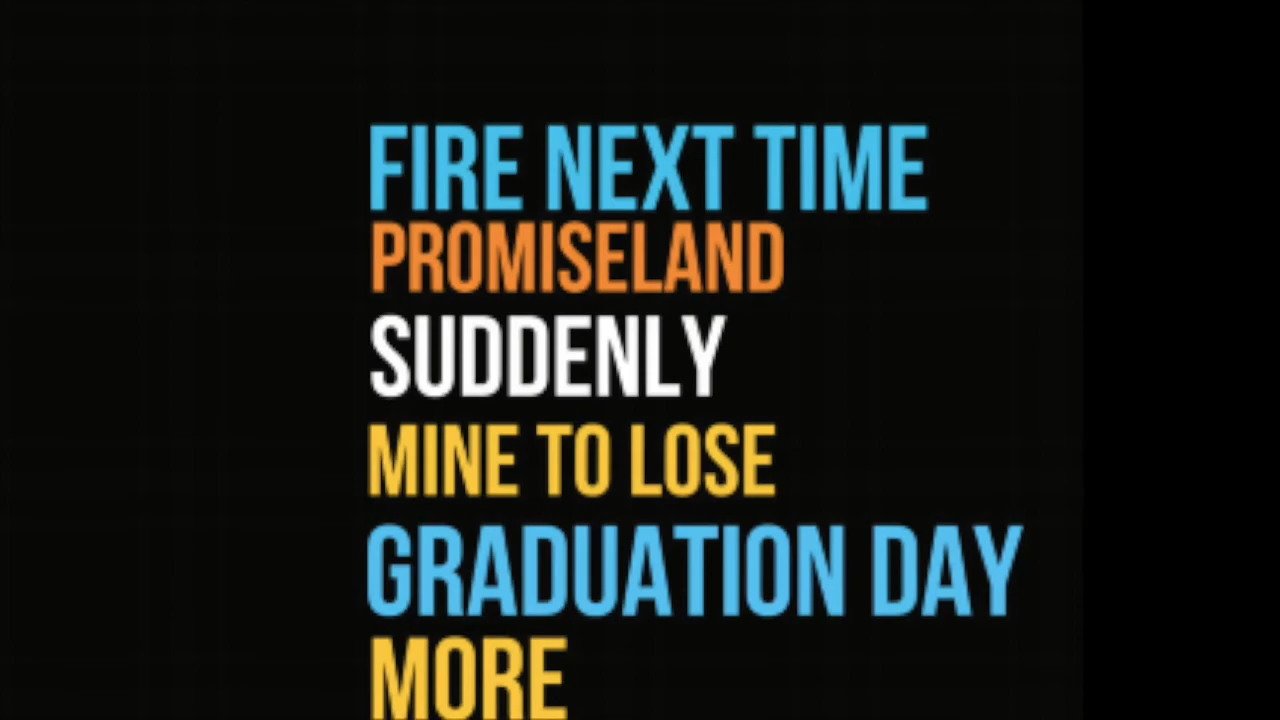 FIRE NEXT TIME
PROMISELAND
SUDDENLY
MINE TO LOSE
GRADUATION DAY
MORE